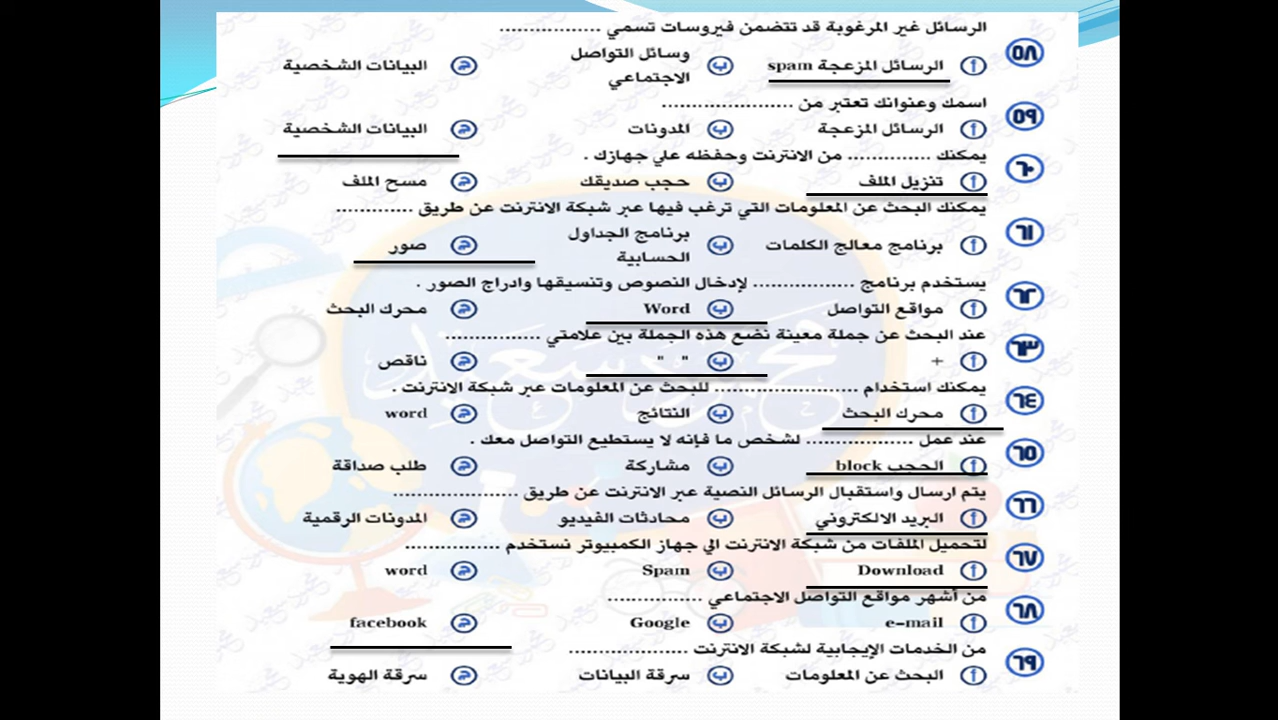 ٥٨ الرسائل غير المرغوبة قد تتضمن فيروسات تسمي .................
أ الرسائل المزعجة spam ب وسائل التواصل الاجتماعي ج البيانات الشخصية
٥٩ اسمك وعنوانك تعتبر من ......................
أ الرسائل المزعجة ب المدونات ج البيانات الشخصية
٦٠ يمكنك .............. من الانترنت وحفظه علي جهازك .
أ تنزيل الملف ب حجب صديقك ج مسح الملف
٦١ يمكنك البحث عن المعلومات التي ترغب فيها عبر شبكة الانترنت عن طريق .............
أ برنامج معالج الكلمات ب برنامج الجداول الحسابية ج صور
٦٢ يستخدم برنامج ................. لإدخال النصوص وتنسيقها وادراج الصور .
أ مواقع التواصل ب Word ج محرك البحث
٦٣ عند البحث عن جملة معينة نضع هذه الجملة بين علامتي ................
أ + ب " " ج ناقص
٦٤ يمكنك استخدام ........................ للبحث عن المعلومات عبر شبكة الانترنت .
أ محرك البحث ب النتائج ج word
٦٥ عند عمل .................. لشخص ما فإنه لا يستطيع التواصل معك .
أ الحجب block ب مشاركة ج طلب صداقة
٦٦ يتم ارسال واستقبال الرسائل النصية عبر الانترنت عن طريق .....................
أ البريد الالكتروني ب محادثات الفيديو ج المدونات الرقمية
٦٧ لتحميل الملفات من شبكة الانترنت الي جهاز الكمبيوتر نستخدم ................
أ Download ب Spam ج word
٦٨ من أشهر مواقع التواصل الاجتماعي ................
أ e-mail ب Google ج facebook
٦٩ من الخدمات الإيجابية لشبكة الانترنت ....................
أ البحث عن المعلومات ب سرقة البيانات ج سرقة الهوية